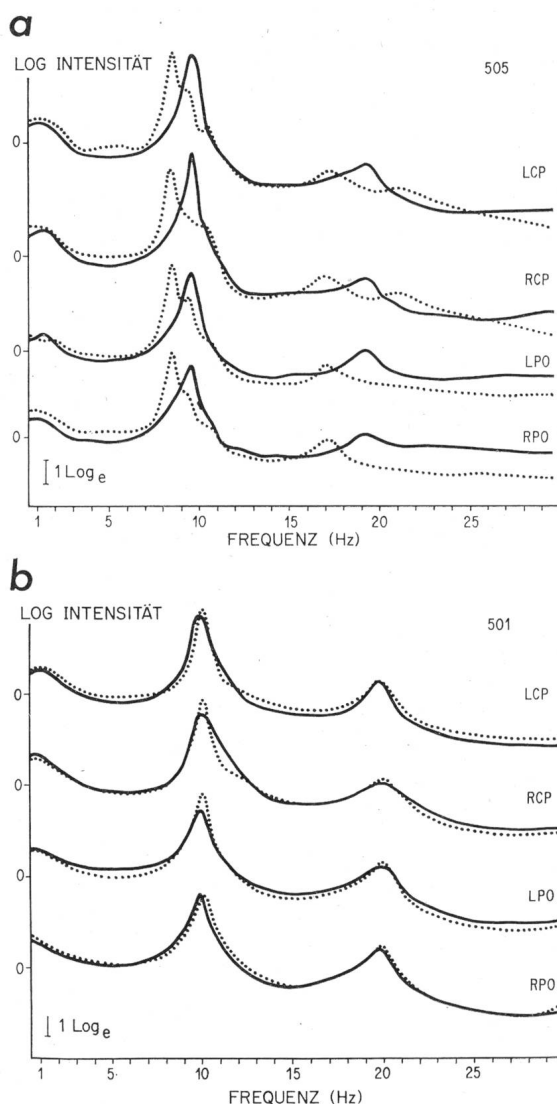 a
LOG INTENSITÄT
505
0
LCP
0
RCP
0
LPO
0
RPO
1 Log e
1 5 10 15 20 25
FREQUENZ (Hz)
b
LOG INTENSITÄT
501
0
LCP
0
RCP
0
LPO
0
RPO
1 Log e
1 5 10 15 20 25
FREQUENZ (Hz)